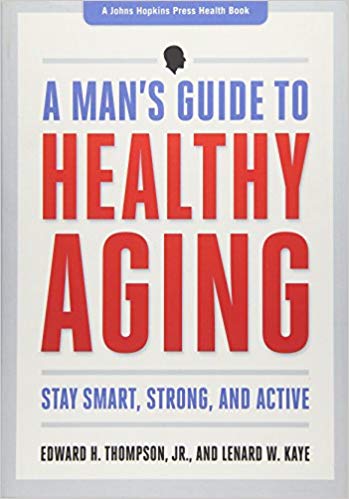 A Johns Hopkins Press Health Book
A MAN'S GUIDE TO
HEALTHY
AGING
STAY SMART, STRONG, AND ACTIVE
EDWARD H. THOMPSON, JR., AND LENARD W. KAYE